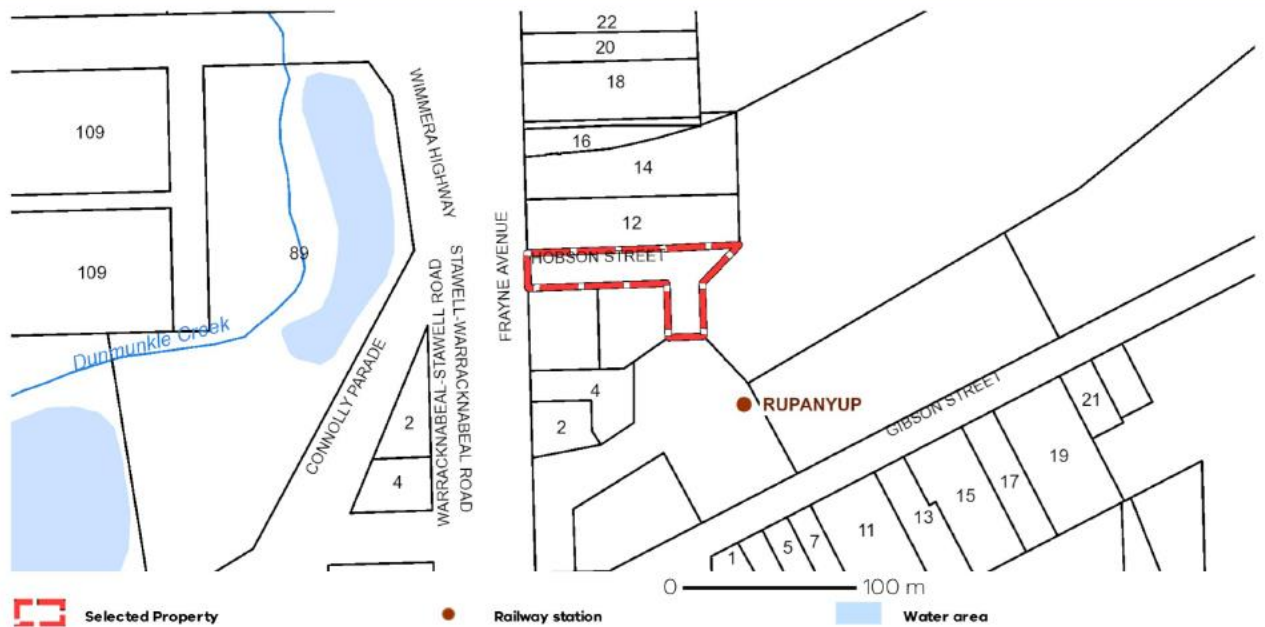 22
20
18
16
14
12
109
109
89
WIMMERA HIGHWAY
FRAYNE AVENUE
HOBSON STREET
STAWELL-WARRACKNABEAL ROAD
WARRACKNABEAL-STAWELL ROAD
Dunmunkle Creek
CONNOLLY PARADE
2
4
4
2
RUPANYUP
GIBSON STREET
21
19
17
15
13
11
7
5
1
0 100 m
Selected Property
Railway station
Water area